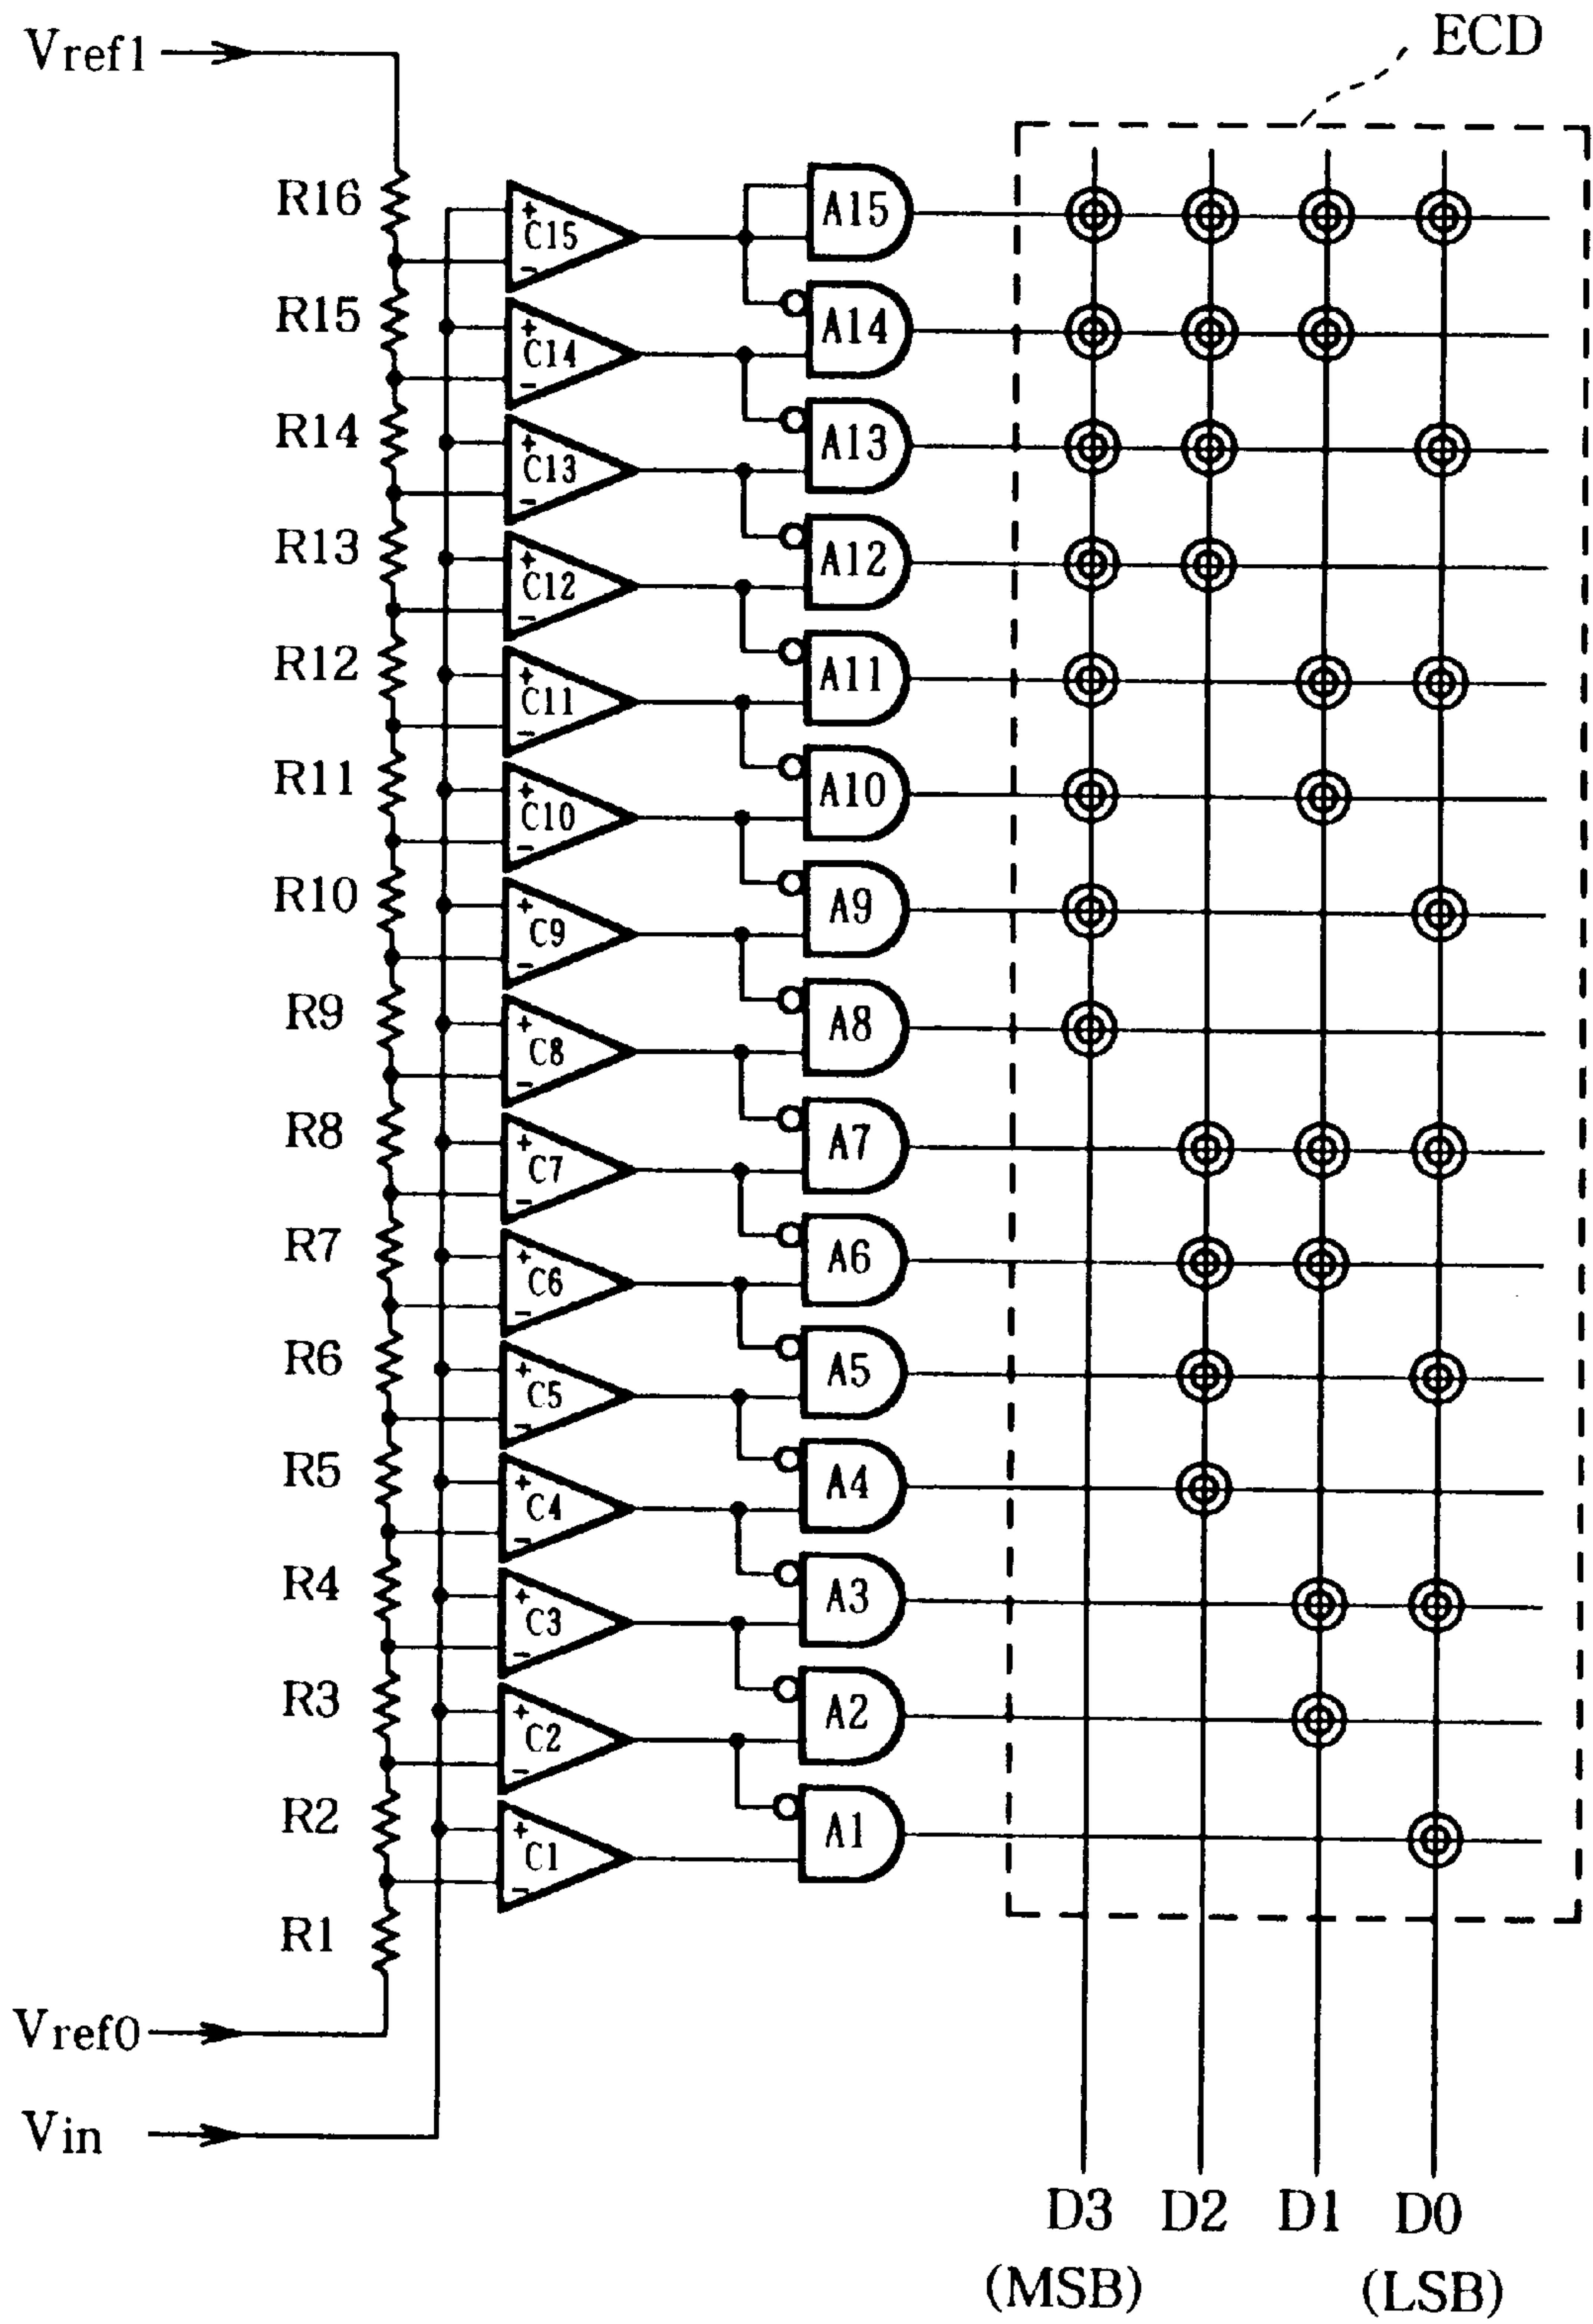 Vref1
ECD
R16
+
C15
-
A15
R15
+
C14
-
A14
R14
+
C13
-
A13
R13
+
C12
-
A12
R12
+
C11
-
A11
R11
+
C10
-
A10
R10
+
C9
-
A9
R9
+
C8
-
A8
R8
+
C7
-
A7
R7
+
C6
-
A6
R6
+
C5
-
A5
R5
+
C4
-
A4
R4
+
C3
-
A3
R3
+
C2
-
A2
R2
+
C1
-
A1
R1
Vref0
Vin
D3 D2 D1 D0
(MSB) (LSB)